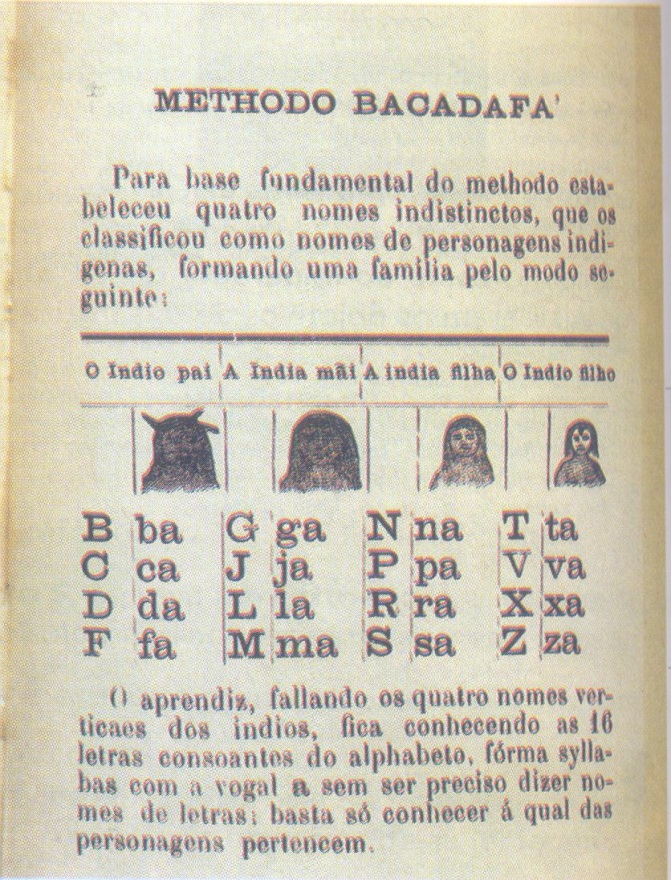 METHODO BACADAFA'
Para base fundamental do methodo esta-
beleceu quatro nomes indistinctos, que os
classificou como nomes de personagens indi-
genas, formando uma familia pelo modo se-
guinte:
O Indio pai A India mãi A india filha O Indio filho
B ba G ga N na T ta
C ca J ja P pa V va
D da L la R ra X xa
F fa M ma S sa Z za
O aprendiz, fallando os quatro nomes ver-
ticaes dos indios, fica conhecendo as 16
letras consoantes do alphabeto, fórma sylla-
bas com a vogal a sem ser preciso dizer no-
mes de letras; basta só conhecer á qual das
personagens pertencem.